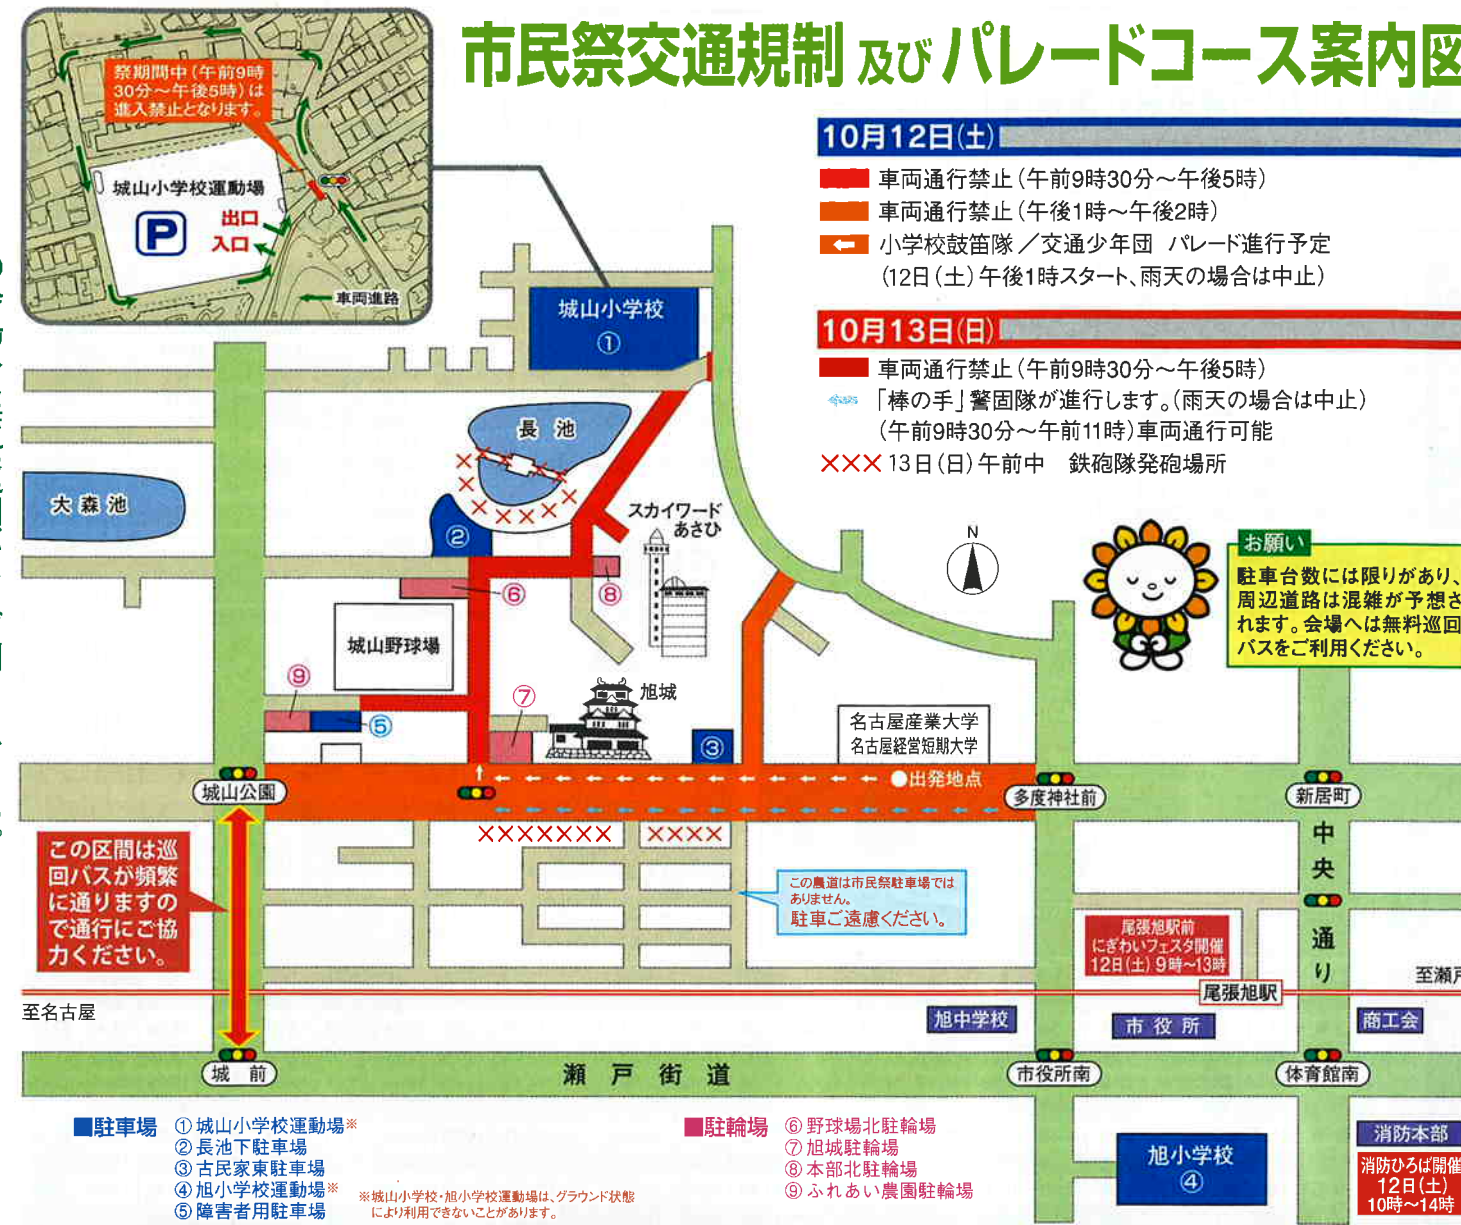 市民祭交通規制 及び パレードコース案内図
祭期間中(午前9時
30分～午後5時)は
進入禁止となります。
城山小学校運動場
P
出口
入口
車両進路
10月12日(土)
車両通行禁止(午前9時30分～午後5時)
車両通行禁止(午後1時～午後2時)
小学校鼓笛隊／交通少年団 パレード進行予定
(12日(土)午後1時スタート、雨天の場合は中止)
10月13日(日)
車両通行禁止(午前9時30分～午後5時)
「棒の手」警固隊が進行します。(雨天の場合は中止)
(午前9時30分～午前11時)車両通行可能
×××13日(日)午前中 鉄砲隊発砲場所
城山小学校
①
長池
大森池
②
スカイワード
あさひ
N
お願い
駐車台数には限りがあり、
周辺道路は混雑が予想さ
れます。会場へは無料巡回
バスをご利用ください。
⑥
⑧
城山野球場
⑨
⑤
⑦
旭城
③
名古屋産業大学
名古屋経営短期大学
●出発地点
城山公園
多度神社前
新居町
この区間は巡
回バスが頻繁
に通りますの
で通行にご協
力ください。
この農道は市民祭駐車場では
ありません。
駐車ご遠慮ください。
中央通り
尾張旭駅前
にぎわいフェスタ開催
12日(土)9時～13時
尾張旭駅
至瀬戸
至名古屋
旭中学校
市役所
商工会
城前
瀬戸街道
市役所南
体育館南
■駐車場
①城山小学校運動場※
②長池下駐車場
③古民家東駐車場
④旭小学校運動場※
⑤障害者用駐車場
※城山小学校・旭小学校運動場は、グラウンド状態
により利用できないことがあります。
■駐輪場
⑥野球場北駐輪場
⑦旭城駐輪場
⑧本部北駐輪場
⑨ふれあい農園駐輪場
旭小学校
④
消防本部
消防ひろば開催
12日(土)
10時～14時